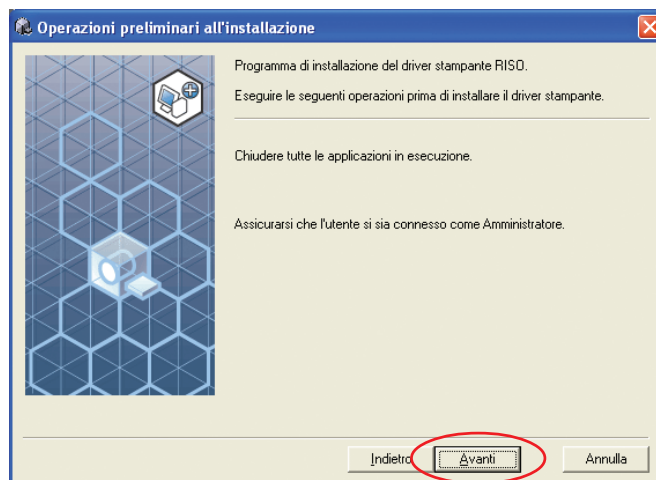 Operazioni preliminari all'installazione
Programma di installazione del driver stampante RISO.
Eseguire le seguenti operazioni prima di installare il driver stampante.
Chiudere tutte le applicazioni in esecuzione.
Assicurarsi che l'utente si sia connesso come Amministratore.
Indietro Avanti Annulla